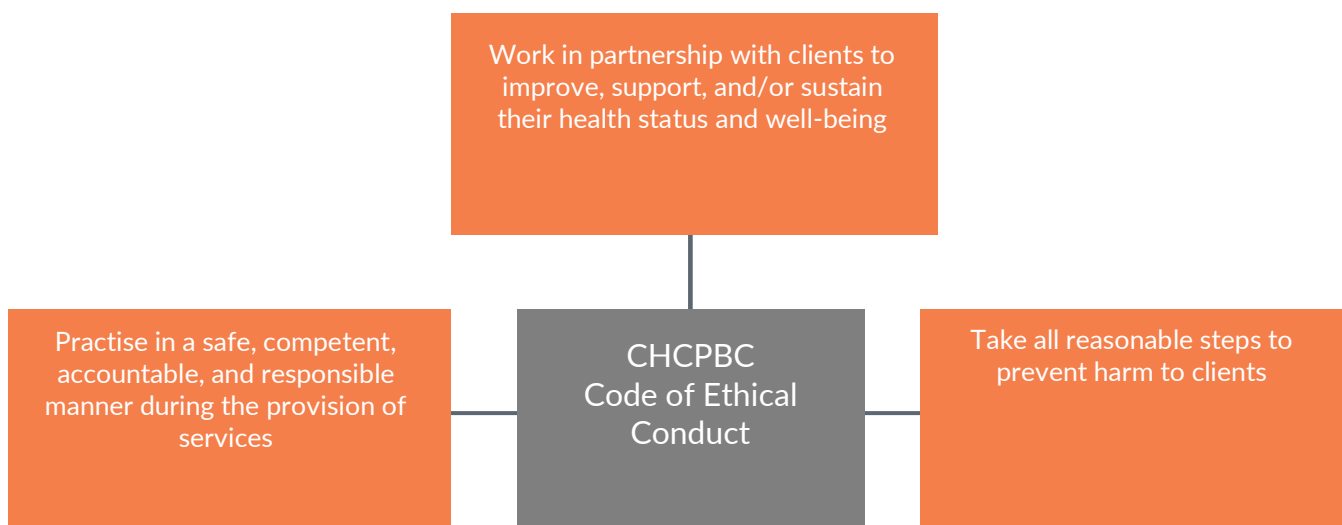 Work in partnership with clients to
improve, support, and/or sustain
their health status and well-being
Practise in a safe, competent,
accountable, and responsible
manner during the provision of
services
CHCPBC
Code of Ethical
Conduct
Take all reasonable steps to
prevent harm to clients